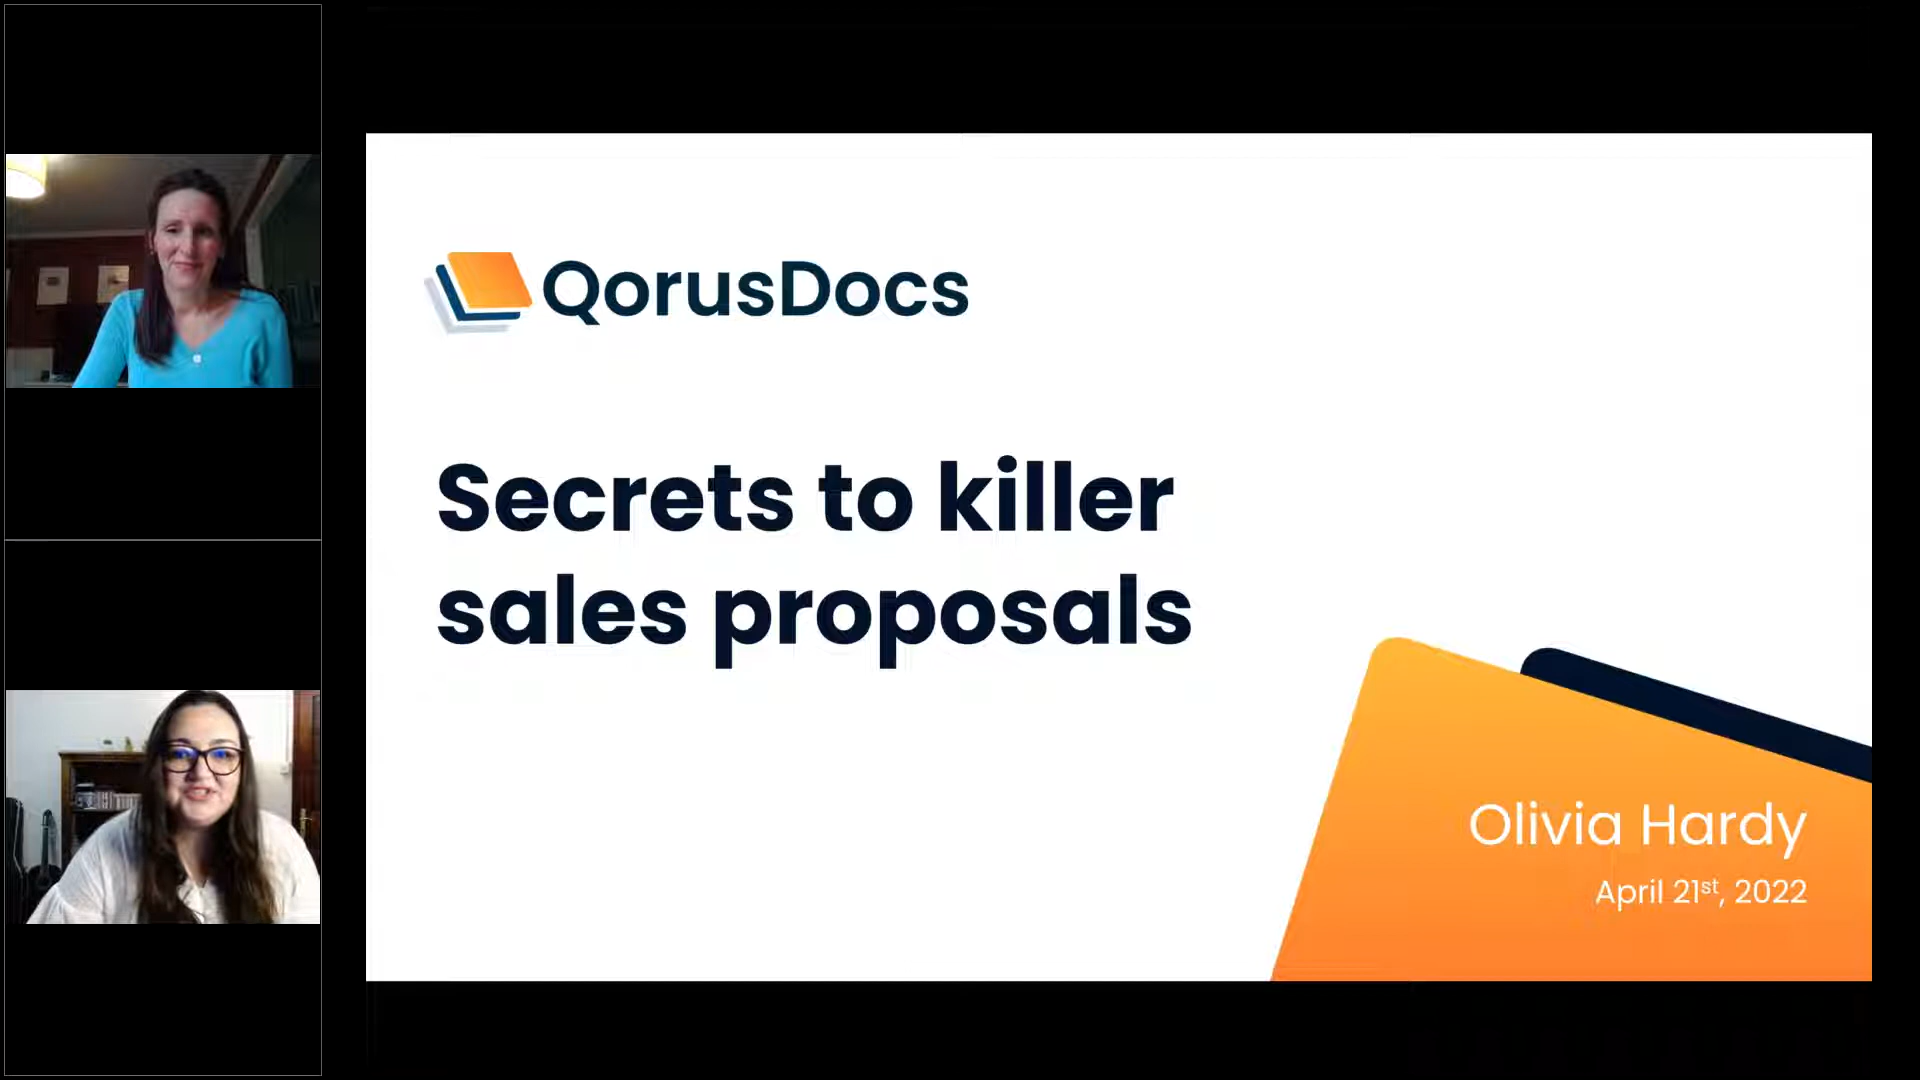 QorusDocs
Secrets to killer
sales proposals
Olivia Hardy
April 21st, 2022